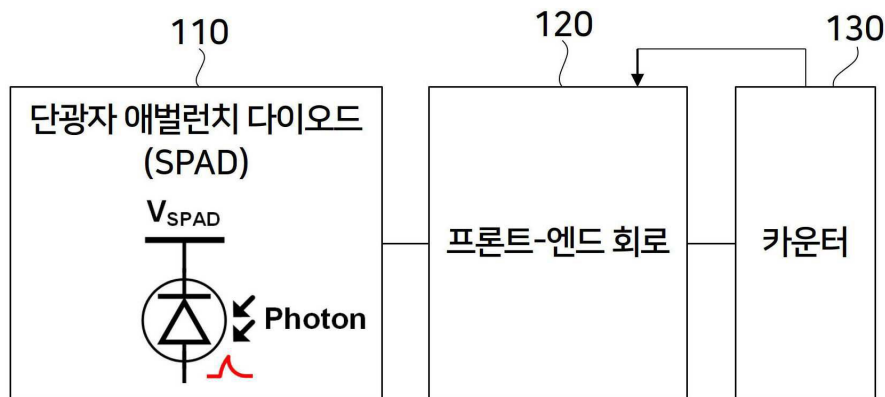 110
120
130
단광자 애벌런치 다이오드
(SPAD)
VSPAD
Photon
프론트-엔드 회로
카운터